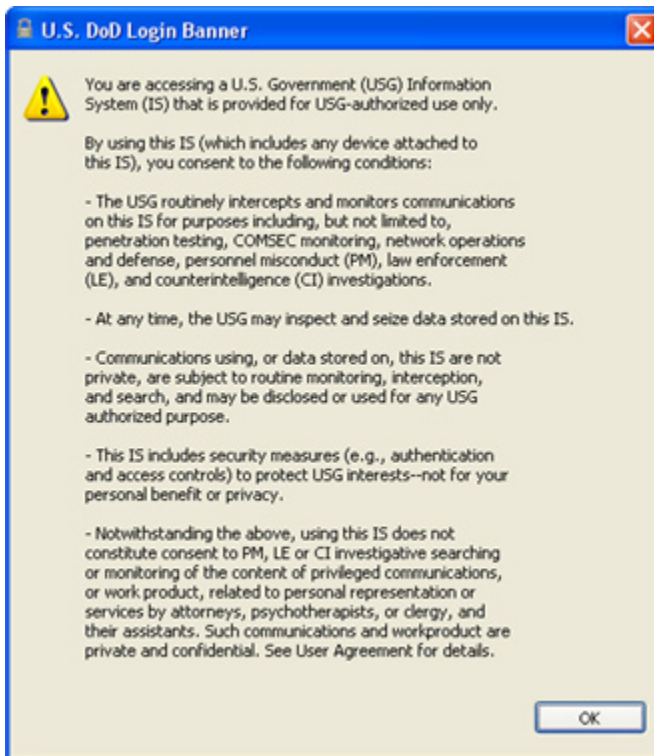 U.S. DoD Login Banner
You are accessing a U.S. Government (USG) Information
System (IS) that is provided for USG-authorized use only.
By using this IS (which includes any device attached to
this IS), you consent to the following conditions:
- The USG routinely intercepts and monitors communications
on this IS for purposes including, but not limited to,
penetration testing, COMSEC monitoring, network operations
and defense, personnel misconduct (PM), law enforcement
(LE), and counterintelligence (CI) investigations.
- At any time, the USG may inspect and seize data stored on this IS.
- Communications using, or data stored on, this IS are not
private, are subject to routine monitoring, interception,
and search, and may be disclosed or used for any USG
authorized purpose.
- This IS includes security measures (e.g., authentication
and access controls) to protect USG interests--not for your
personal benefit or privacy.
- Notwithstanding the above, using this IS does not
constitute consent to PM, LE or CI investigative searching
or monitoring of the content of privileged communications,
or work product, related to personal representation or
services by attorneys, psychotherapists, or clergy, and
their assistants. Such communications and workproduct are
private and confidential. See User Agreement for details.
OK